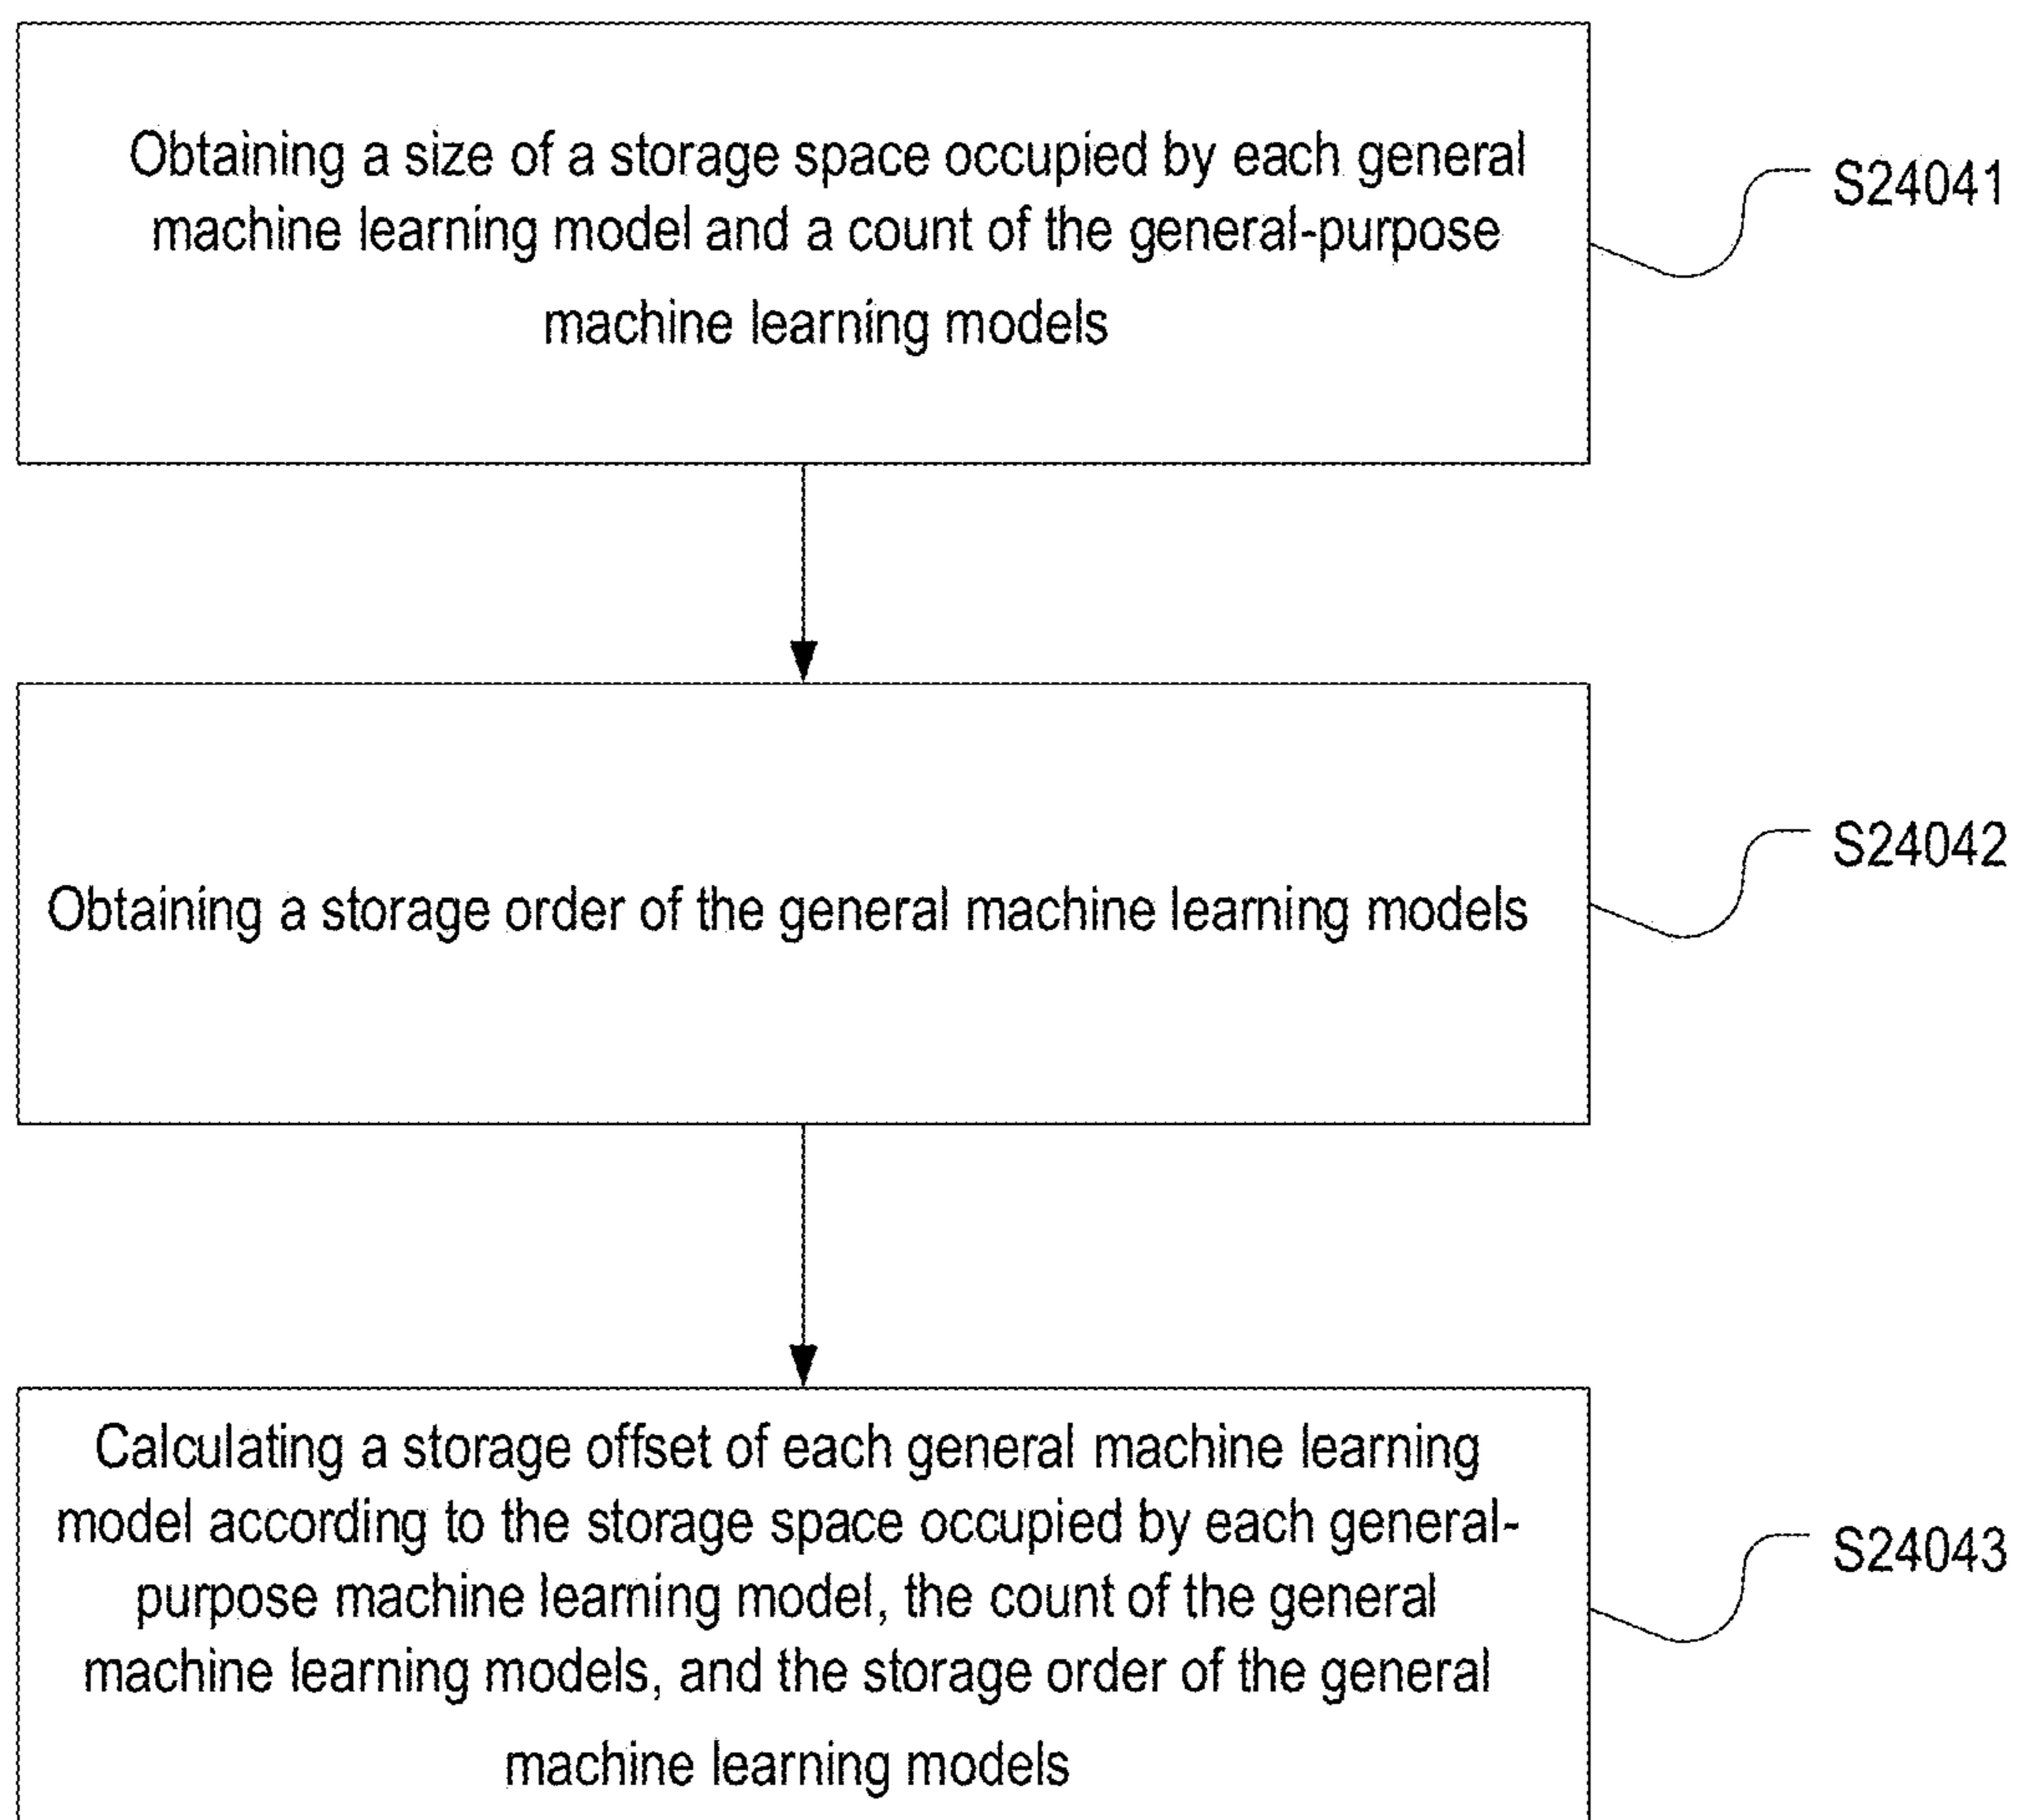 Obtaining a size of a storage space occupied by each general
machine learning model and a count of the general-purpose
machine learning models
S24041
Obtaining a storage order of the general machine learning models
S24042
Calculating a storage offset of each general machine learning
model according to the storage space occupied by each general-
purpose machine learning model, the count of the general
machine learning models, and the storage order of the general
machine learning models
S24043